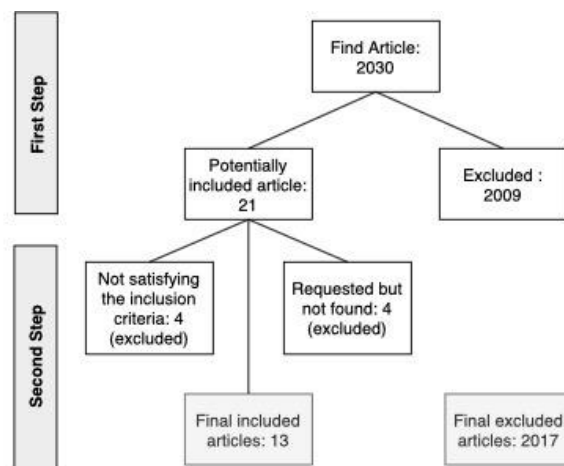 First Step
Find Article:
2030
Potentially
included article:
21
Excluded :
2009
Second Step
Not satisfying
the inclusion
criteria: 4
(excluded)
Requested but
not found: 4
(excluded)
Final included
articles: 13
Final excluded
articles: 2017